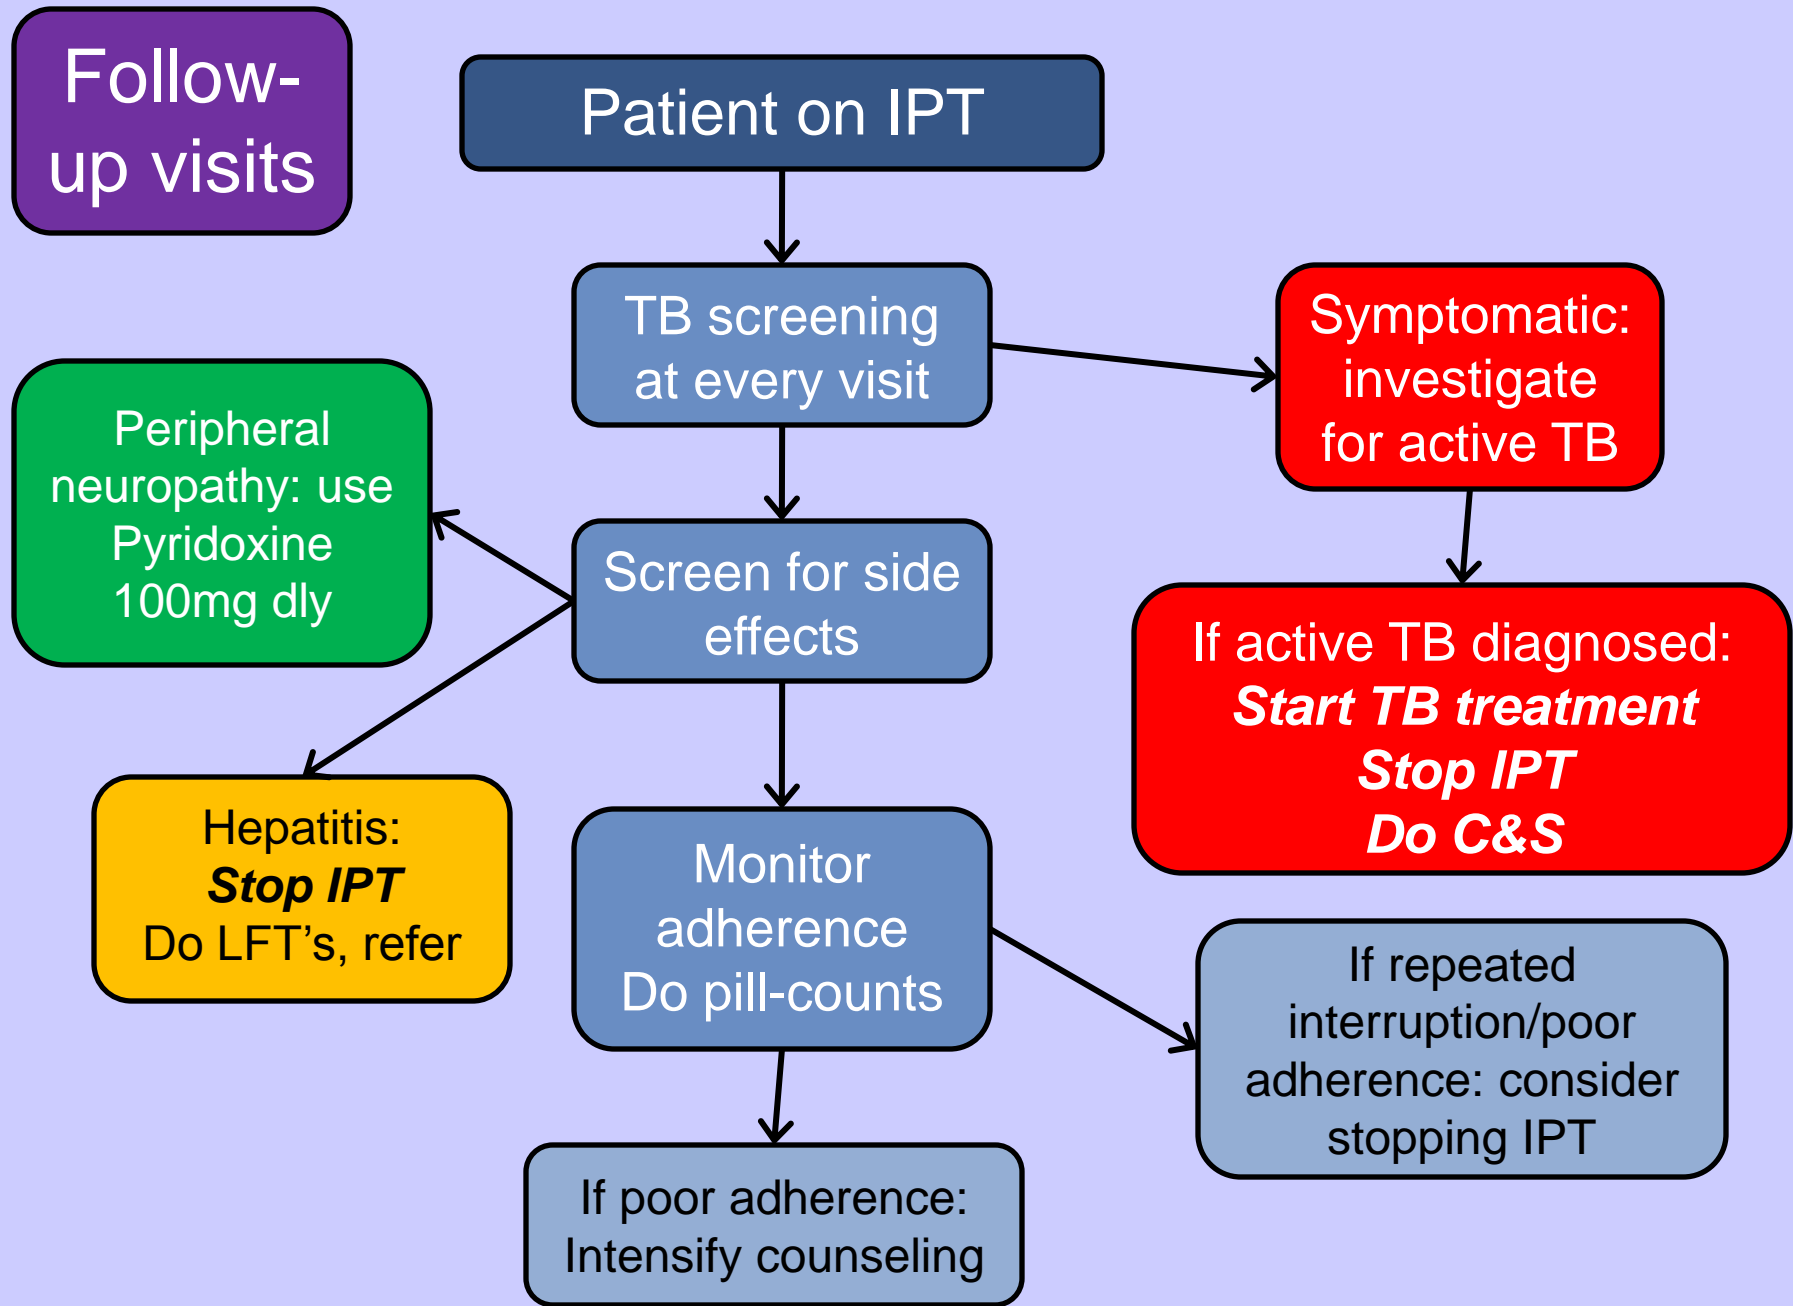 Follow-
up visits
Patient on IPT
TB screening
at every visit
Symptomatic:
investigate
for active TB
Peripheral
neuropathy: use
Pyridoxine
100mg dly
Screen for side
effects
If active TB diagnosed:
Start TB treatment
Stop IPT
Do C&S
Hepatitis:
Stop IPT
Do LFT’s, refer
Monitor
adherence
Do pill-counts
If repeated
interruption/poor
adherence: consider
stopping IPT
If poor adherence:
Intensify counseling